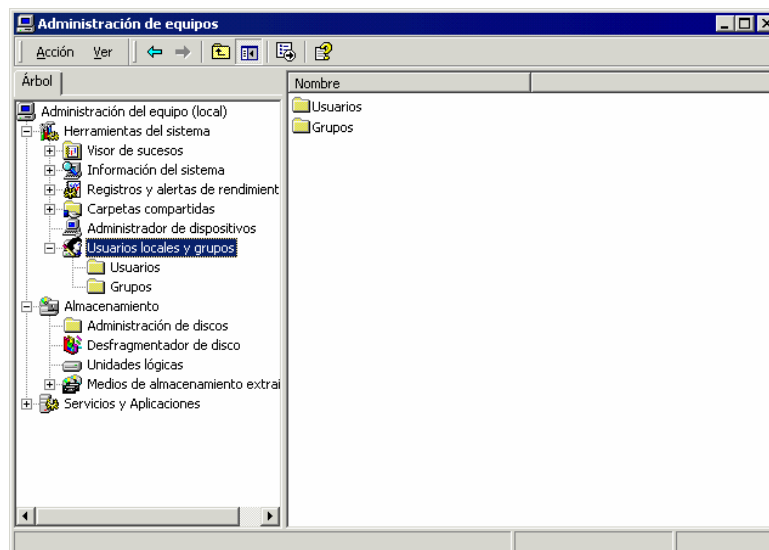 Administración de equipos
Acción Ver
Árbol
Nombre
Administración del equipo (local)
Herramientas del sistema
Visor de sucesos
Información del sistema
Registros y alertas de rendimient
Carpetas compartidas
Administrador de dispositivos
Usuarios locales y grupos
Usuarios
Grupos
Almacenamiento
Administración de discos
Desfragmentador de disco
Unidades lógicas
Medios de almacenamiento extrai
Servicios y Aplicaciones
Usuarios
Grupos